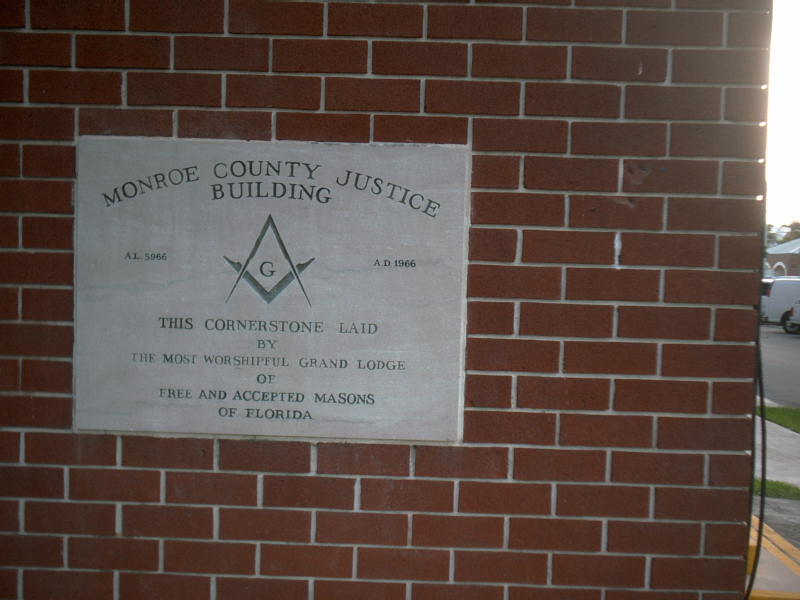 MONROE COUNTY JUSTICE
BUILDING
A.L. 5966
G
A.D. 1966
THIS CORNERSTONE LAID
BY
THE MOST WORSHIPFUL GRAND LODGE
OF
FREE AND ACCEPTED MASONS
OF FLORIDA